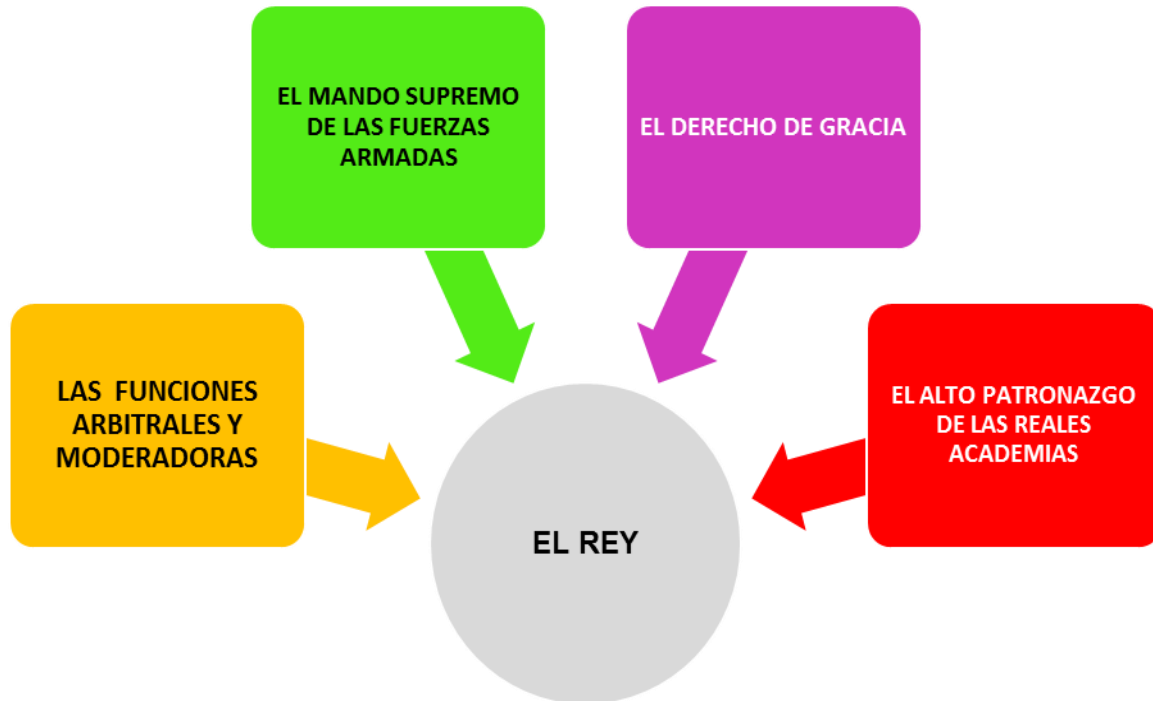 EL MANDO SUPREMO
DE LAS FUERZAS
ARMADAS
EL DERECHO DE GRACIA
LAS FUNCIONES
ARBITRALES Y
MODERADORAS
EL ALTO PATRONAZGO
DE LAS REALES
ACADEMIAS
EL REY